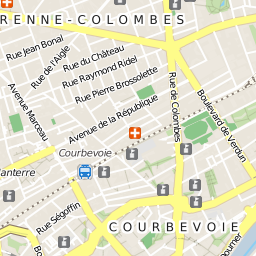 RENNE-COLOMBES
Rue Jean Bonal
Rue de l'Aigle
Rue du Château
Rue Raymond Ridel
Rue Pierre Brossolette
Avenue de la République
Avenue Marceau
Rue de Colombes
Boulevard de Verdun
Courbevoie
anterre
Rue Ségoffin
COURBEVOIE